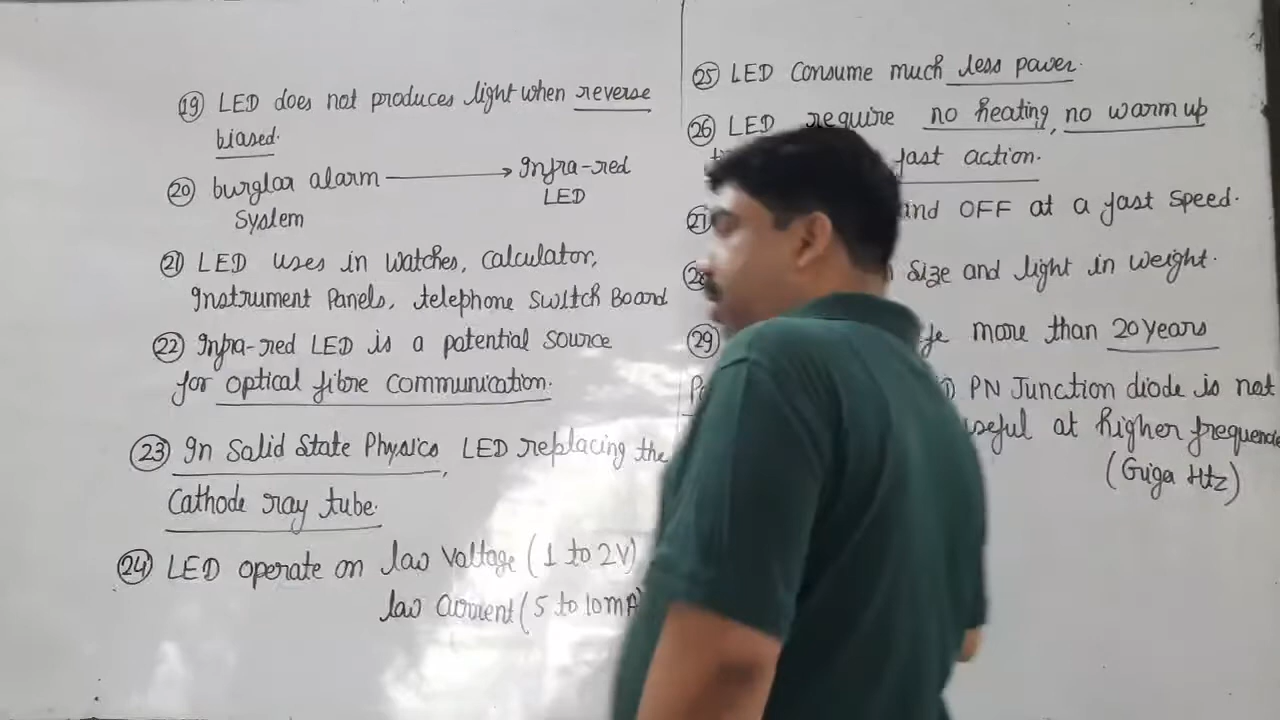 (19) LED does not produces light when reverse
biased.
(20) burglar alarm → Infra-red
System LED
(21) LED uses in watches, calculator,
Instrument Panels, telephone Switch Board
(22) Infra-red LED is a potential source
for optical fibre communication.
(23) In Solid State Physics, LED replacing the
Cathode ray tube.
(24) LED operate on low voltage (1 to 2V)
low current (5 to 10mA
(25) LED consume much less power.
(26) LED require no heating, no warm up
fast action.
(27) and OFF at a fast speed.
(28) Size and light in weight.
(29) more than 20 years
PN Junction diode is not
useful at higher
(Giga Htz)